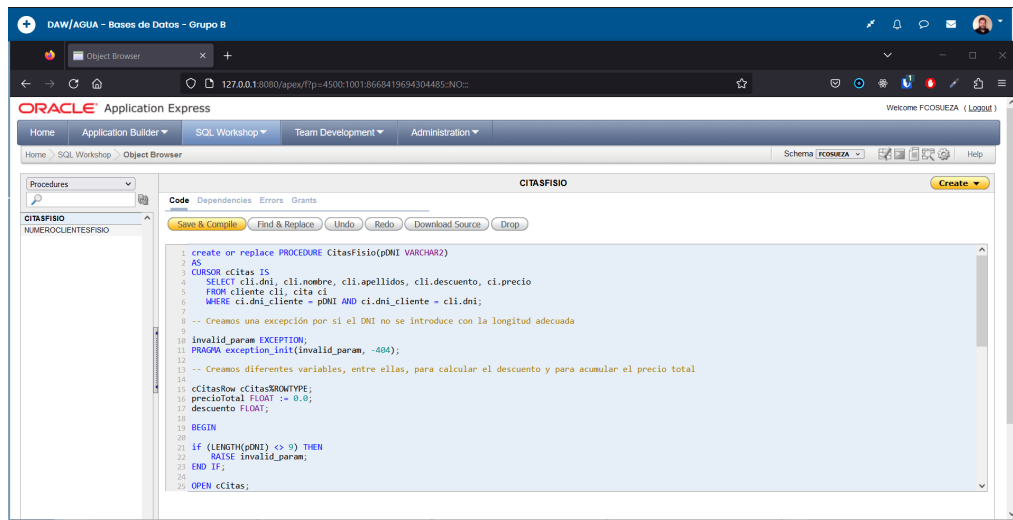 DAW/AGUA - Bases de Datos - Grupo B
Object Browser
127.0.0.1:8080/apex/f?p=4500:1001:8668419694304485::NO:::
1
ORACLE Application Express
Welcome FCOSUEZA ( Logout )
Home Application Builder SQL Workshop Team Development Administration
Home SQL Workshop Object Browser
Schema FCOSUEZA Help
Procedures
CITASFISIO
Create
CITASFISIO
NUMEROCLIENTESFISIO
Code Dependencies Errors Grants
Save & Compile Find & Replace Undo Redo Download Source Drop
1 create or replace PROCEDURE CitasFisio(pDNI VARCHAR2)
2 AS
3 CURSOR cCitas IS
4 SELECT cli.dni, cli.nombre, cli.apellidos, cli.descuento, ci.precio
5 FROM cliente cli, cita ci
6 WHERE ci.dni_cliente = pDNI AND ci.dni_cliente = cli.dni;
7
8 -- Creamos una excepción por si el DNI no se introduce con la longitud adecuada
9
10 invalid_param EXCEPTION;
11 PRAGMA exception_init(invalid_param, -404);
12
13 -- Creamos diferentes variables, entre ellas, para calcular el descuento y para acumular el precio total
14
15 cCitasRow cCitas%ROWTYPE;
16 precioTotal FLOAT := 0.0;
17 descuento FLOAT;
18
19 BEGIN
20
21 if (LENGTH(pDNI) <> 9) THEN
22 RAISE invalid_param;
23 END IF;
24
25 OPEN cCitas;